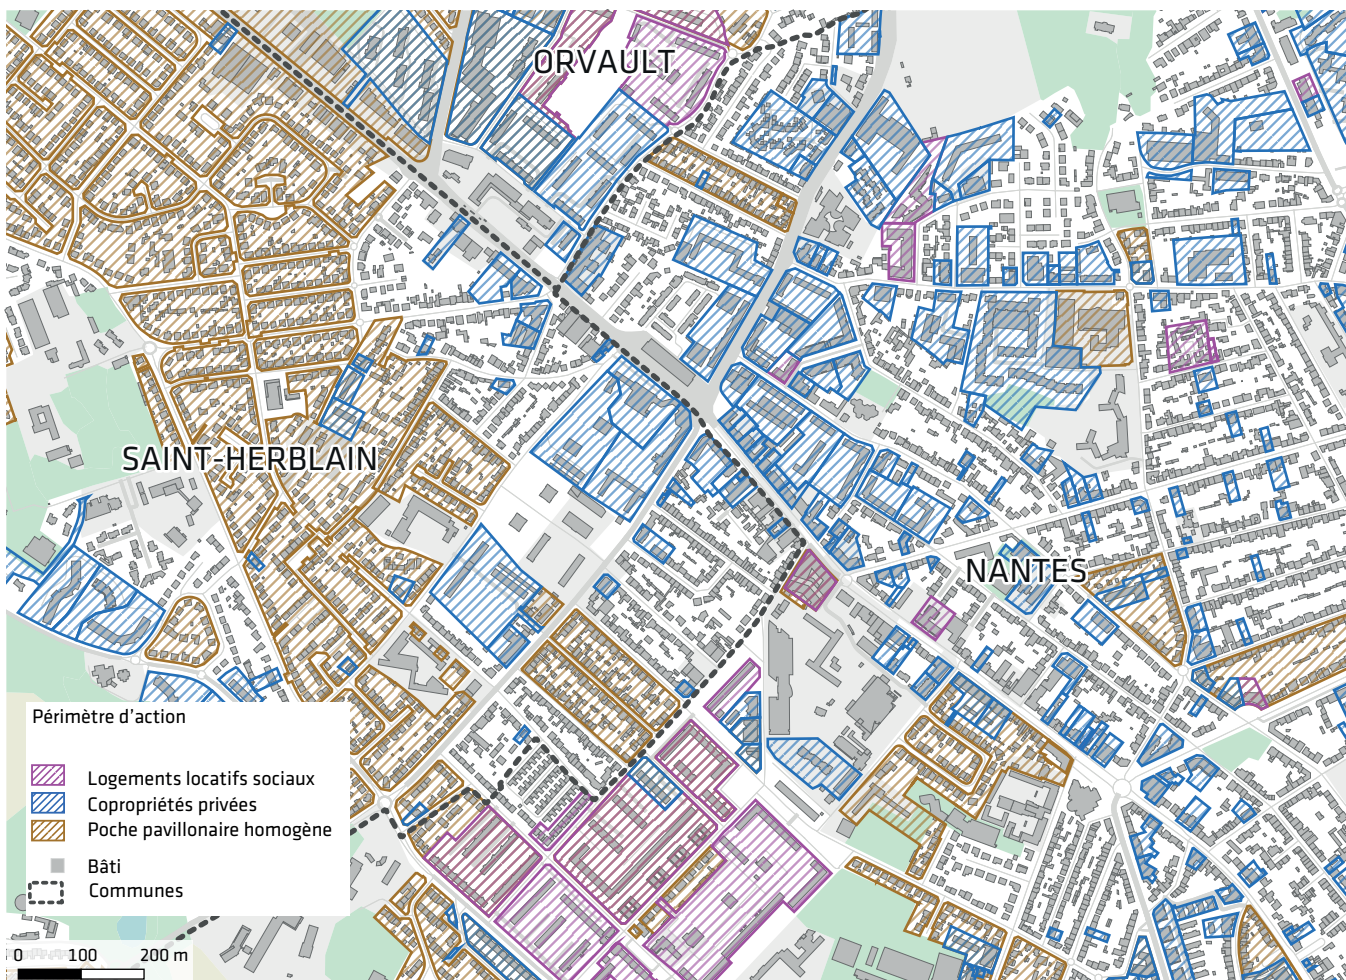 ORVAULT
SAINT-HERBLAIN
NANTES
Périmètre d'action
Logements locatifs sociaux
Copropriétés privées
Poche pavillonaire homogène
Bâti
Communes
0 100 200 m